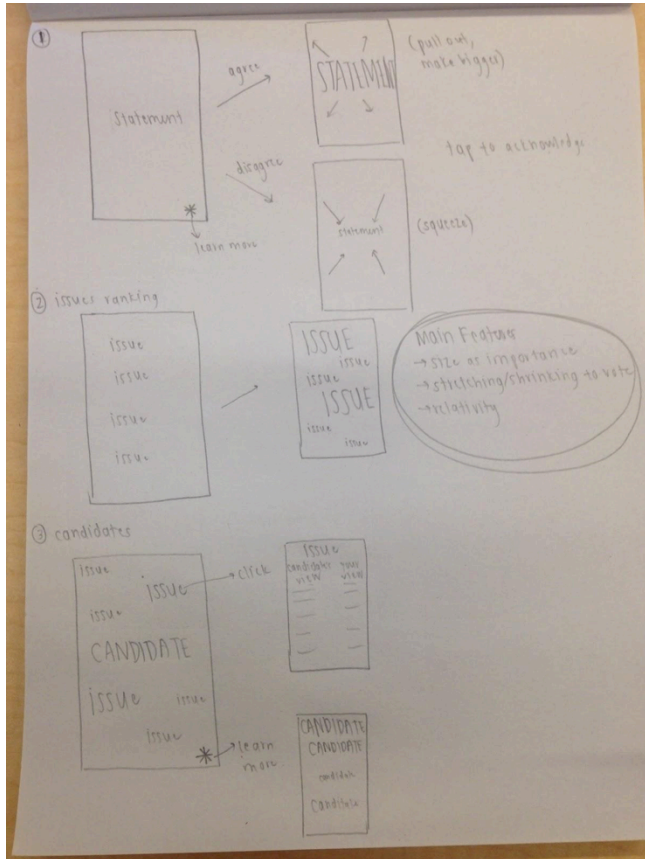 ①
statement
*
learn more
agree
STATEMENT
(pull out,
make bigger)
tap to acknowledge
disagree
statement
(squeeze)
② issues ranking
issue
issue
issue
issue
ISSUE
issue
issue
ISSUE
issue
issue
Main Features
→ size as importance
→ stretching/shrinking to vote
→ relativity
③ candidates
issue
issue
issue
CANDIDATE
issue
issue
issue
*
→ click
issue
candidates your
view view
learn
more
CANDIDATE
CANDIDATE
candidate
candidate